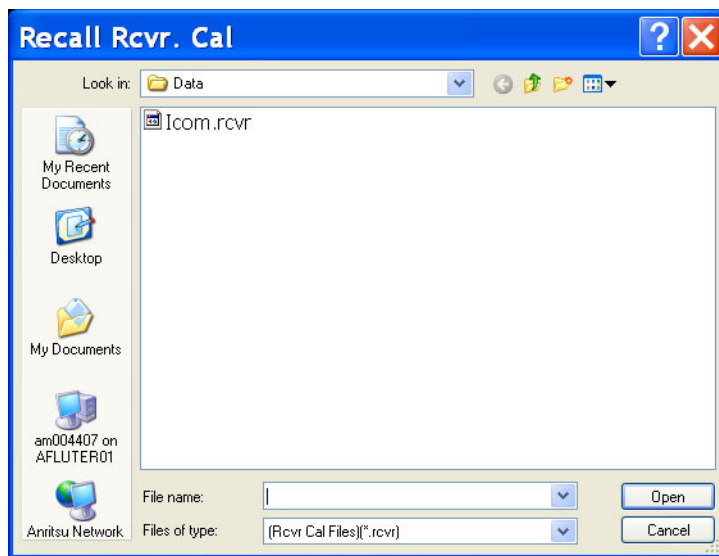 Recall Rcvr. Cal
Look in: Data
Icom.rcvr
My Recent
Documents
Desktop
My Documents
am004407 on
AFLUTER01
Anritsu Network
File name:
Open
Files of type: (Rcvr Cal Files)(*.rcvr)
Cancel